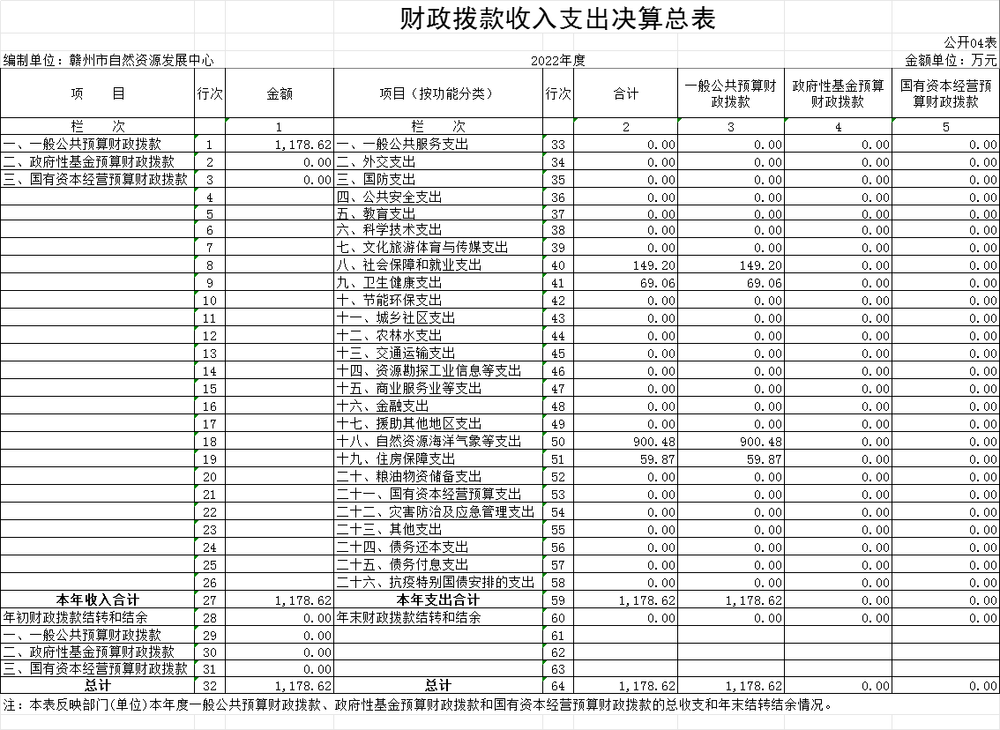 财政拨款收入支出决算总表
公开04表
编制单位：赣州市自然资源发展中心 2022年度 金额单位：万元
项 目 行次 金额 项目（按功能分类） 行次 合计 一般公共预算财政拨款 政府性基金预算财政拨款 国有资本经营预算财政拨款
栏 次 1 栏 次 2 3 4 5
一、一般公共预算财政拨款 1 1,178.62 一、一般公共服务支出 33 0.00 0.00 0.00 0.00
二、政府性基金预算财政拨款 2 0.00 二、外交支出 34 0.00 0.00 0.00 0.00
三、国有资本经营预算财政拨款 3 0.00 三、国防支出 35 0.00 0.00 0.00 0.00
4 四、公共安全支出 36 0.00 0.00 0.00 0.00
5 五、教育支出 37 0.00 0.00 0.00 0.00
6 六、科学技术支出 38 0.00 0.00 0.00 0.00
7 七、文化旅游体育与传媒支出 39 0.00 0.00 0.00 0.00
8 八、社会保障和就业支出 40 149.20 149.20 0.00 0.00
9 九、卫生健康支出 41 69.06 69.06 0.00 0.00
10 十、节能环保支出 42 0.00 0.00 0.00 0.00
11 十一、城乡社区支出 43 0.00 0.00 0.00 0.00
12 十二、农林水支出 44 0.00 0.00 0.00 0.00
13 十三、交通运输支出 45 0.00 0.00 0.00 0.00
14 十四、资源勘探工业信息等支出 46 0.00 0.00 0.00 0.00
15 十五、商业服务业等支出 47 0.00 0.00 0.00 0.00
16 十六、金融支出 48 0.00 0.00 0.00 0.00
17 十七、援助其他地区支出 49 0.00 0.00 0.00 0.00
18 十八、自然资源海洋气象等支出 50 900.48 900.48 0.00 0.00
19 十九、住房保障支出 51 59.87 59.87 0.00 0.00
20 二十、粮油物资储备支出 52 0.00 0.00 0.00 0.00
21 二十一、国有资本经营预算支出 53 0.00 0.00 0.00 0.00
22 二十二、灾害防治及应急管理支出 54 0.00 0.00 0.00 0.00
23 二十三、其他支出 55 0.00 0.00 0.00 0.00
24 二十四、债务还本支出 56 0.00 0.00 0.00 0.00
25 二十五、债务付息支出 57 0.00 0.00 0.00 0.00
26 二十六、抗疫特别国债安排的支出 58 0.00 0.00 0.00 0.00
本年收入合计 27 1,178.62 本年支出合计 59 1,178.62 1,178.62 0.00 0.00
年初财政拨款结转和结余 28 0.00 年末财政拨款结转和结余 60 0.00 0.00 0.00 0.00
一、一般公共预算财政拨款 29 0.00 61
二、政府性基金预算财政拨款 30 0.00 62
三、国有资本经营预算财政拨款 31 0.00 63
总计 32 1,178.62 总计 64 1,178.62 1,178.62 0.00 0.00
注：本表反映部门(单位)本年度一般公共预算财政拨款、政府性基金预算财政拨款和国有资本经营预算财政拨款的总收支和年末结转结余情况。